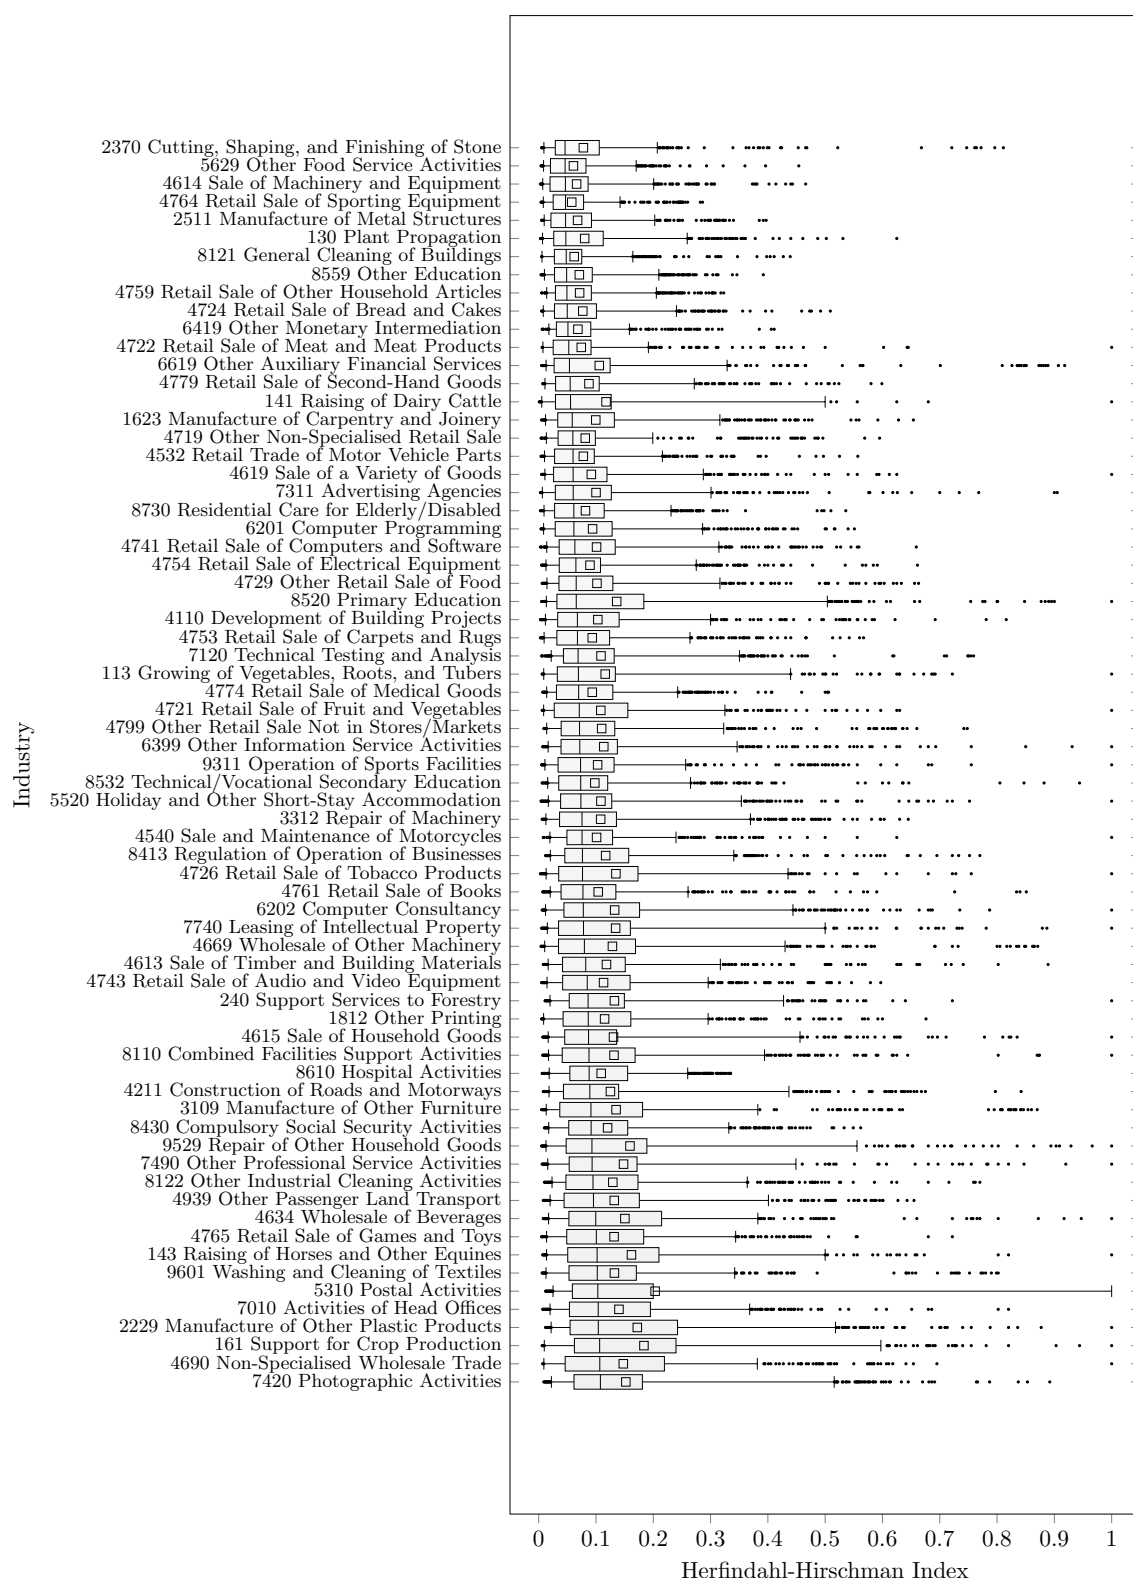 2370 Cutting, Shaping, and Finishing of Stone
5629 Other Food Service Activities
4614 Sale of Machinery and Equipment
4764 Retail Sale of Sporting Equipment
2511 Manufacture of Metal Structures
130 Plant Propagation
8121 General Cleaning of Buildings
8559 Other Education
4759 Retail Sale of Other Household Articles
4724 Retail Sale of Bread and Cakes
6419 Other Monetary Intermediation
4722 Retail Sale of Meat and Meat Products
6619 Other Auxiliary Financial Services
4779 Retail Sale of Second-Hand Goods
141 Raising of Dairy Cattle
1623 Manufacture of Carpentry and Joinery
4719 Other Non-Specialised Retail Sale
4532 Retail Trade of Motor Vehicle Parts
4619 Sale of a Variety of Goods
7311 Advertising Agencies
8730 Residential Care for Elderly/Disabled
6201 Computer Programming
4741 Retail Sale of Computers and Software
4754 Retail Sale of Electrical Equipment
4729 Other Retail Sale of Food
8520 Primary Education
4110 Development of Building Projects
4753 Retail Sale of Carpets and Rugs
7120 Technical Testing and Analysis
113 Growing of Vegetables, Roots, and Tubers
4774 Retail Sale of Medical Goods
4721 Retail Sale of Fruit and Vegetables
4799 Other Retail Sale Not in Stores/Markets
6399 Other Information Service Activities
9311 Operation of Sports Facilities
8532 Technical/Vocational Secondary Education
5520 Holiday and Other Short-Stay Accommodation
3312 Repair of Machinery
4540 Sale and Maintenance of Motorcycles
8413 Regulation of Operation of Businesses
4726 Retail Sale of Tobacco Products
4761 Retail Sale of Books
6202 Computer Consultancy
7740 Leasing of Intellectual Property
4669 Wholesale of Other Machinery
4613 Sale of Timber and Building Materials
4743 Retail Sale of Audio and Video Equipment
240 Support Services to Forestry
1812 Other Printing
4615 Sale of Household Goods
8110 Combined Facilities Support Activities
8610 Hospital Activities
4211 Construction of Roads and Motorways
3109 Manufacture of Other Furniture
8430 Compulsory Social Security Activities
9529 Repair of Other Household Goods
7490 Other Professional Service Activities
8122 Other Industrial Cleaning Activities
4939 Other Passenger Land Transport
4634 Wholesale of Beverages
4765 Retail Sale of Games and Toys
143 Raising of Horses and Other Equines
9601 Washing and Cleaning of Textiles
5310 Postal Activities
7010 Activities of Head Offices
2229 Manufacture of Other Plastic Products
161 Support for Crop Production
4690 Non-Specialised Wholesale Trade
7420 Photographic Activities
Industry
0 0.1 0.2 0.3 0.4 0.5 0.6 0.7 0.8 0.9 1
Herfindahl-Hirschman Index